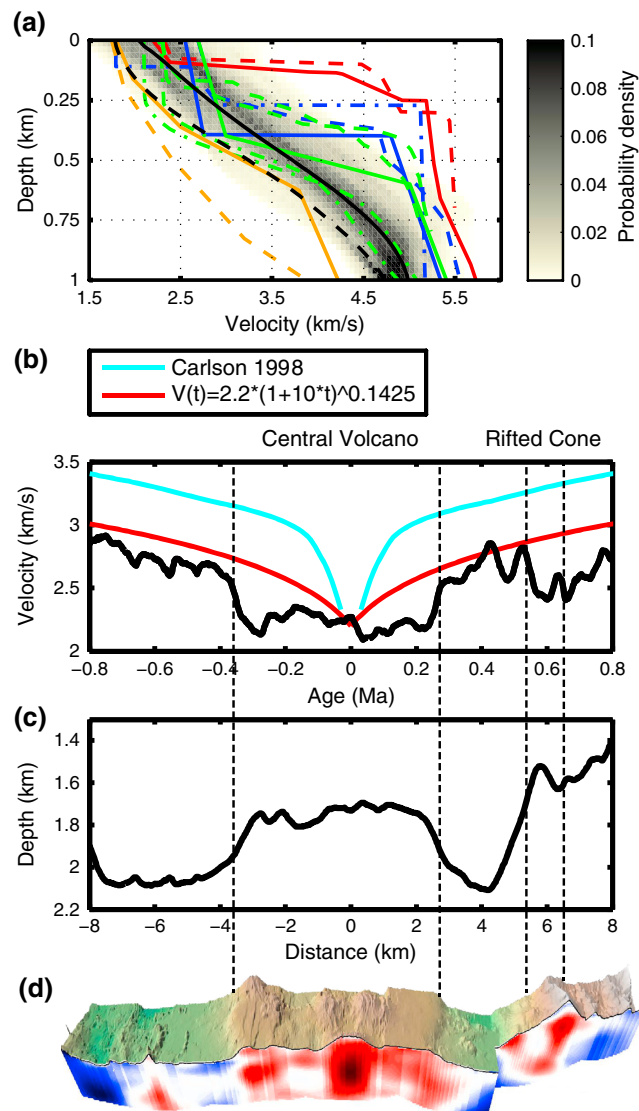 (a)
0
0.25
0.5
0.75
1
Depth (km)
1.5 2.5 3.5 4.5 5.5
Velocity (km/s)
0.1
0.08
0.06
0.04
0.02
0
Probability density
(b)
Carlson 1998
V(t)=2.2*(1+10*t)^0.1425
Central Volcano Rifted Cone
3.5
3
2.5
2
Velocity (km/s)
−0.8 −0.6 −0.4 −0.2 0 0.2 0.4 0.6 0.8
Age (Ma)
(c)
1.4
1.6
1.8
2
2.2
Depth (km)
−8 −6 −4 −2 0 2 4 6 8
Distance (km)
(d)